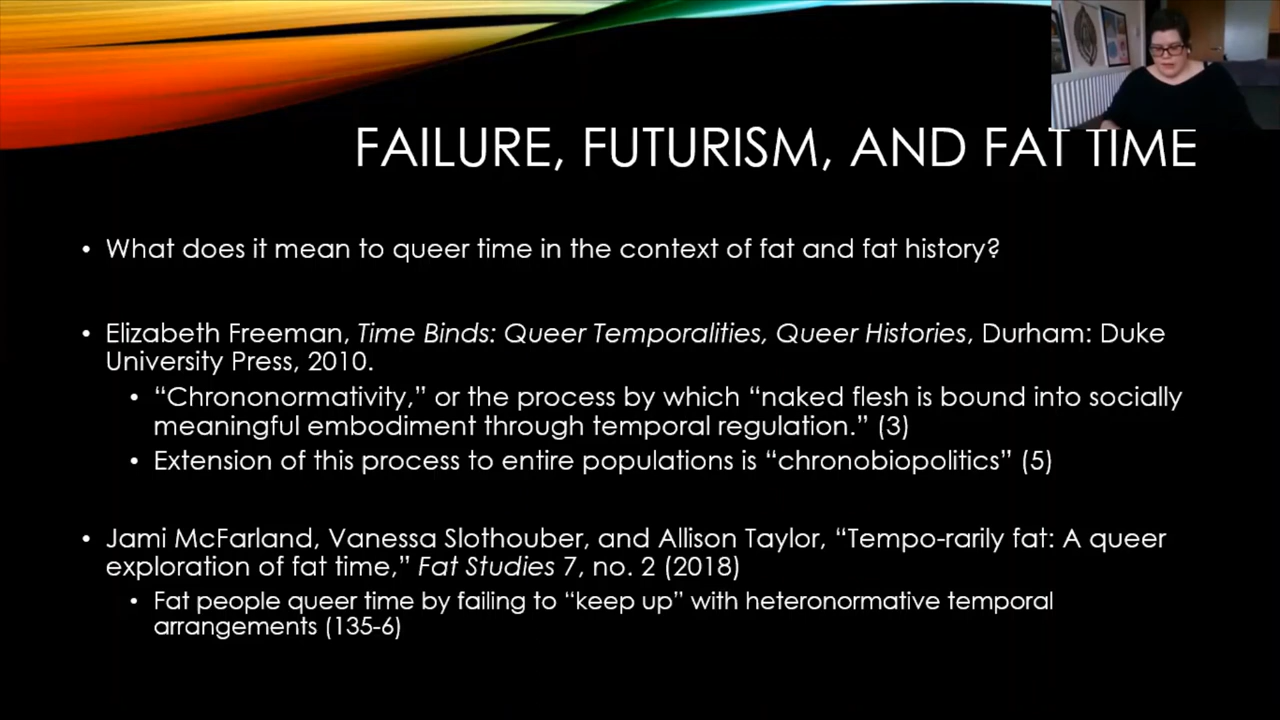 FAILURE, FUTURISM, AND FAT TIME
• What does it mean to queer time in the context of fat and fat history?
• Elizabeth Freeman, Time Binds: Queer Temporalities, Queer Histories, Durham: Duke
University Press, 2010.
• “Chrononormativity,” or the process by which “naked flesh is bound into socially
meaningful embodiment through temporal regulation.” (3)
• Extension of this process to entire populations is “chronobiopolitics” (5)
• Jami McFarland, Vanessa Slothouber, and Allison Taylor, “Tempo-rarily fat: A queer
exploration of fat time,” Fat Studies 7, no. 2 (2018)
• Fat people queer time by failing to “keep up” with heteronormative temporal
arrangements (135-6)